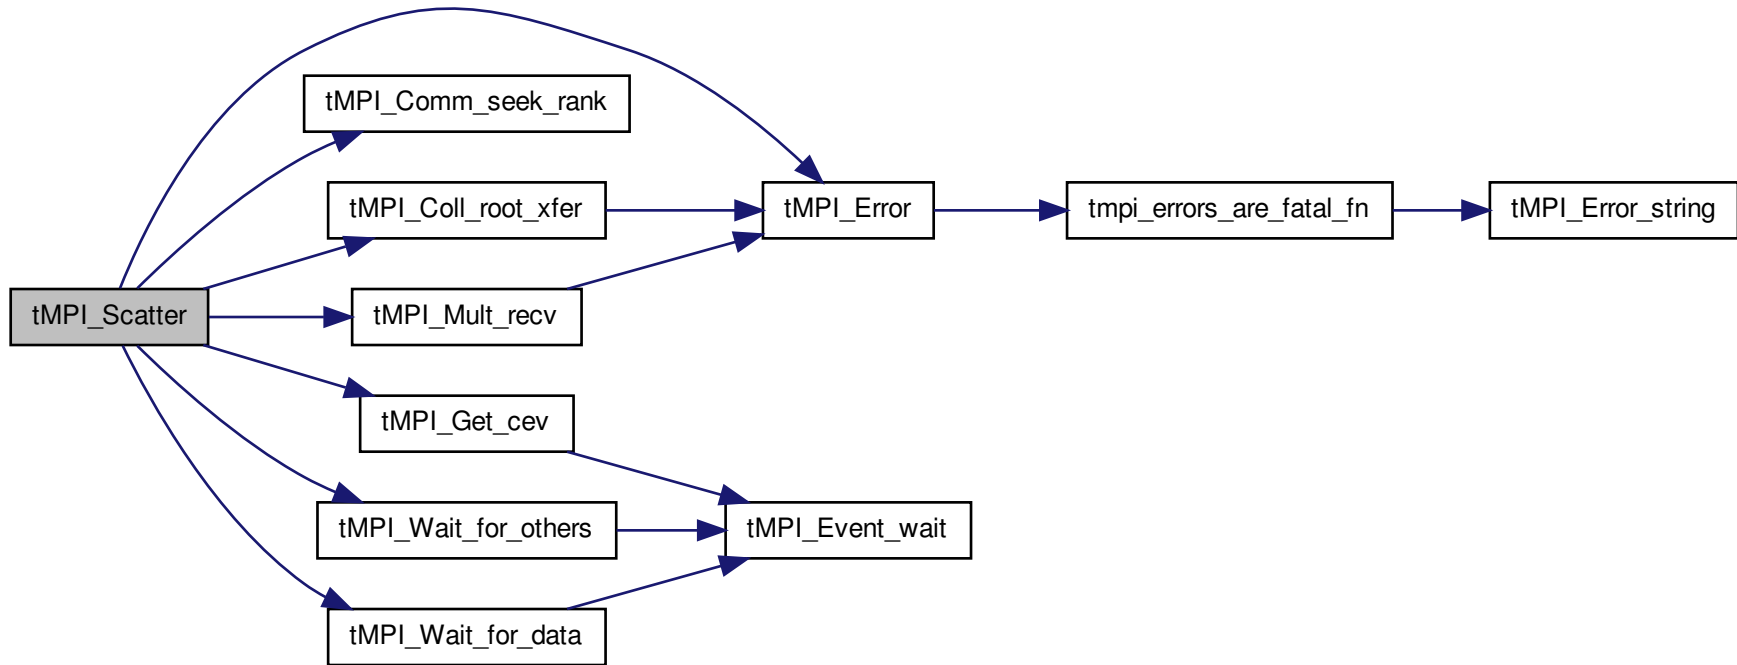 tMPI_Comm_seek_rank
tMPI_Coll_root_xfer
tMPI_Error
tmpi_errors_are_fatal_fn
tMPI_Error_string
tMPI_Scatter
tMPI_Mult_recv
tMPI_Get_cev
tMPI_Wait_for_others
tMPI_Event_wait
tMPI_Wait_for_data